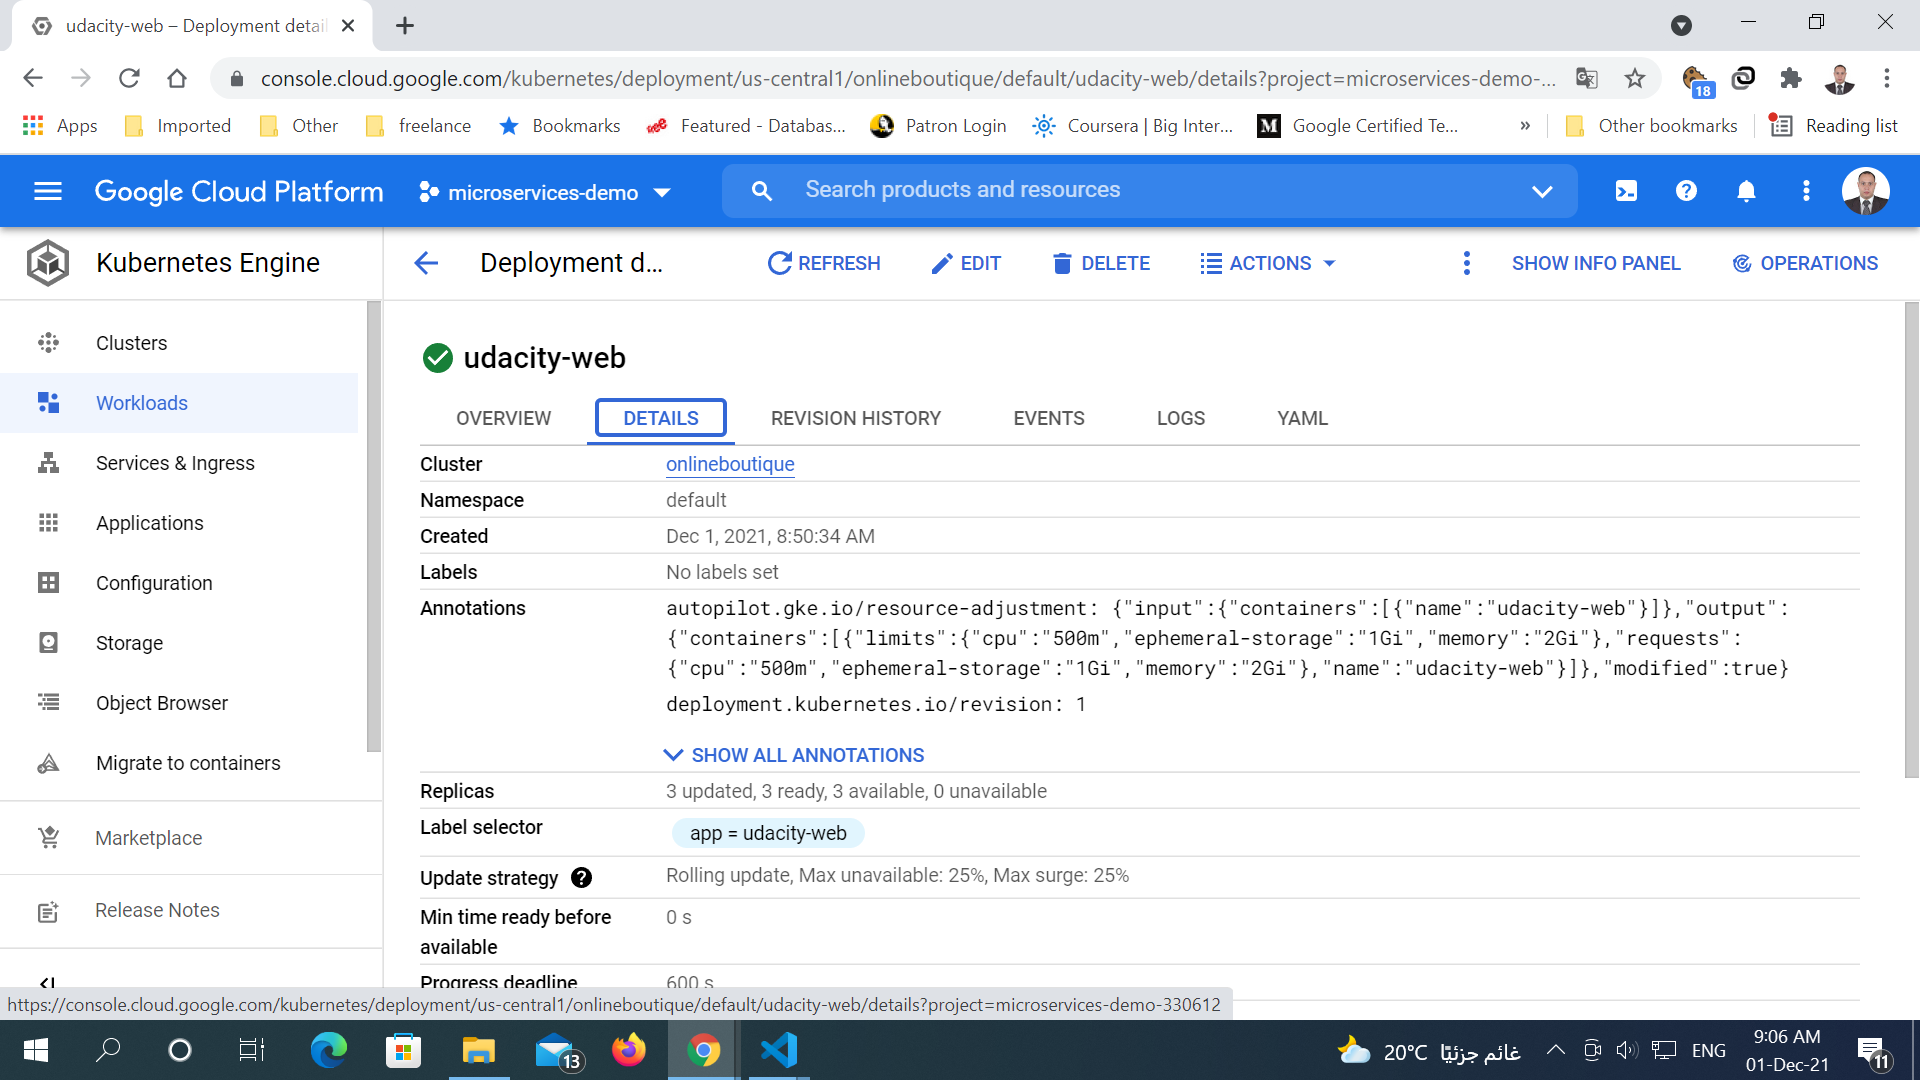 udacity-web – Deployment detai
console.cloud.google.com/kubernetes/deployment/us-central1/onlineboutique/default/udacity-web/details?project=microservices-demo-...
18
Apps
Imported
Other
freelance
Bookmarks
Featured - Databas...
Patron Login
Coursera | Big Inter...
M
Google Certified Te...
»
Other bookmarks
Reading list
Google Cloud Platform
microservices-demo
Search products and resources
Kubernetes Engine
Deployment d...
REFRESH
EDIT
DELETE
ACTIONS
SHOW INFO PANEL
OPERATIONS
Clusters
Workloads
Services & Ingress
Applications
Configuration
Storage
Object Browser
Migrate to containers
Marketplace
Release Notes
udacity-web
OVERVIEW
DETAILS
REVISION HISTORY
EVENTS
LOGS
YAML
Cluster onlineboutique
Namespace default
Created Dec 1, 2021, 8:50:34 AM
Labels No labels set
Annotations autopilot.gke.io/resource-adjustment: {"input":{"containers":[{"name":"udacity-web"}]},"output":
{"containers":[{"limits":{"cpu":"500m","ephemeral-storage":"1Gi","memory":"2Gi"},"requests":
{"cpu":"500m","ephemeral-storage":"1Gi","memory":"2Gi"},"name":"udacity-web"}]},"modified":true}
deployment.kubernetes.io/revision: 1
SHOW ALL ANNOTATIONS
Replicas 3 updated, 3 ready, 3 available, 0 unavailable
Label selector app = udacity-web
Update strategy Rolling update, Max unavailable: 25%, Max surge: 25%
Min time ready before 0 s
available
Progress deadline 600 s
https://console.cloud.google.com/kubernetes/deployment/us-central1/onlineboutique/default/udacity-web/details?project=microservices-demo-330612
13
20°C غائم جزئيًا
ENG
9:06 AM
01-Dec-21
11